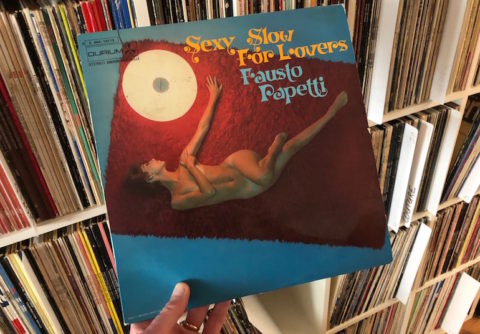 DURIUM
STEREO
Sexy Slow
For Lovers
Fausto
Papetti